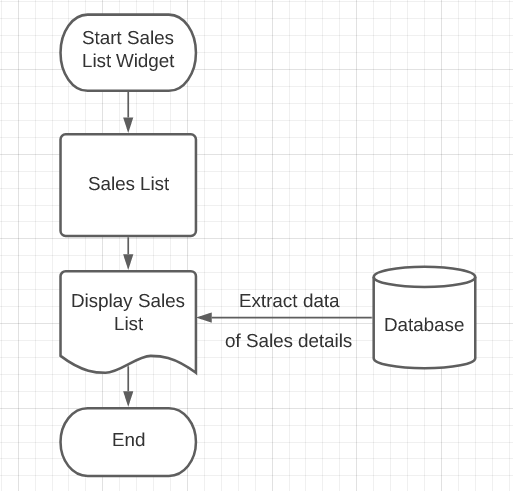 Start Sales
List Widget
Sales List
Display Sales
List
Extract data
of Sales details
Database
End